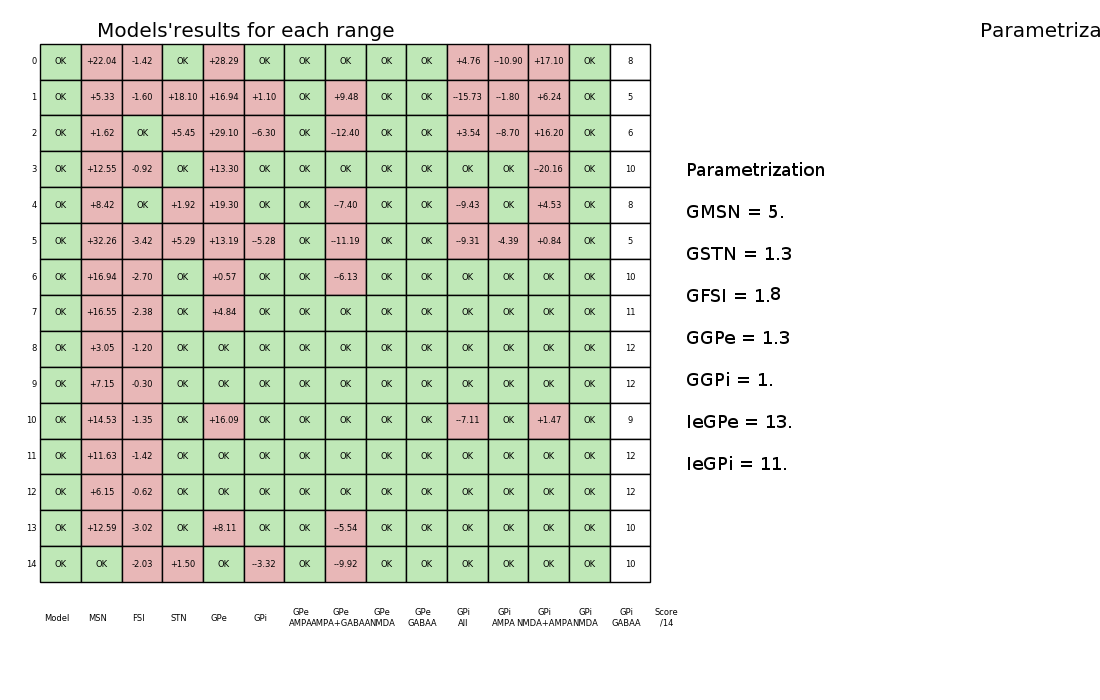 Models'results for each range
Parametriza
0 OK +22.04 -1.42 OK +28.29 OK OK OK OK OK +4.76 --10.90 +17.10 OK 8
1 OK +5.33 -1.60 +18.10 +16.94 +1.10 OK +9.48 OK OK --15.73 --1.80 +6.24 OK 5
2 OK +1.62 OK +5.45 +29.10 --6.30 OK --12.40 OK OK +3.54 --8.70 +16.20 OK 6
3 OK +12.55 -0.92 OK +13.30 OK OK OK OK OK OK OK --20.16 OK 10
4 OK +8.42 OK +1.92 +19.30 OK OK --7.40 OK OK --9.43 OK +4.53 OK 8
5 OK +32.26 -3.42 +5.29 +13.19 --5.28 OK --11.19 OK OK --9.31 -4.39 +0.84 OK 5
6 OK +16.94 -2.70 OK +0.57 OK OK --6.13 OK OK OK OK OK OK 10
7 OK +16.55 -2.38 OK +4.84 OK OK OK OK OK OK OK OK OK 11
8 OK +3.05 -1.20 OK OK OK OK OK OK OK OK OK OK OK 12
9 OK +7.15 -0.30 OK OK OK OK OK OK OK OK OK OK OK 12
10 OK +14.53 -1.35 OK +16.09 OK OK OK OK OK --7.11 OK +1.47 OK 9
11 OK +11.63 -1.42 OK OK OK OK OK OK OK OK OK OK OK 12
12 OK +6.15 -0.62 OK OK OK OK OK OK OK OK OK OK OK 12
13 OK +12.59 -3.02 OK +8.11 OK OK --5.54 OK OK OK OK OK OK 10
14 OK OK -2.03 +1.50 OK --3.32 OK --9.92 OK OK OK OK OK OK 10
Model MSN FSI STN GPe GPi GPe GPe GPe GPe GPi GPi GPi GPi GPi Score
AMPA AMPA+GABAA NMDA GABAA All AMPA NMDA+AMPA NMDA GABAA /14
Parametrization
GMSN = 5.
GSTN = 1.3
GFSI = 1.8
GGPe = 1.3
GGPi = 1.
IeGPe = 13.
IeGPi = 11.